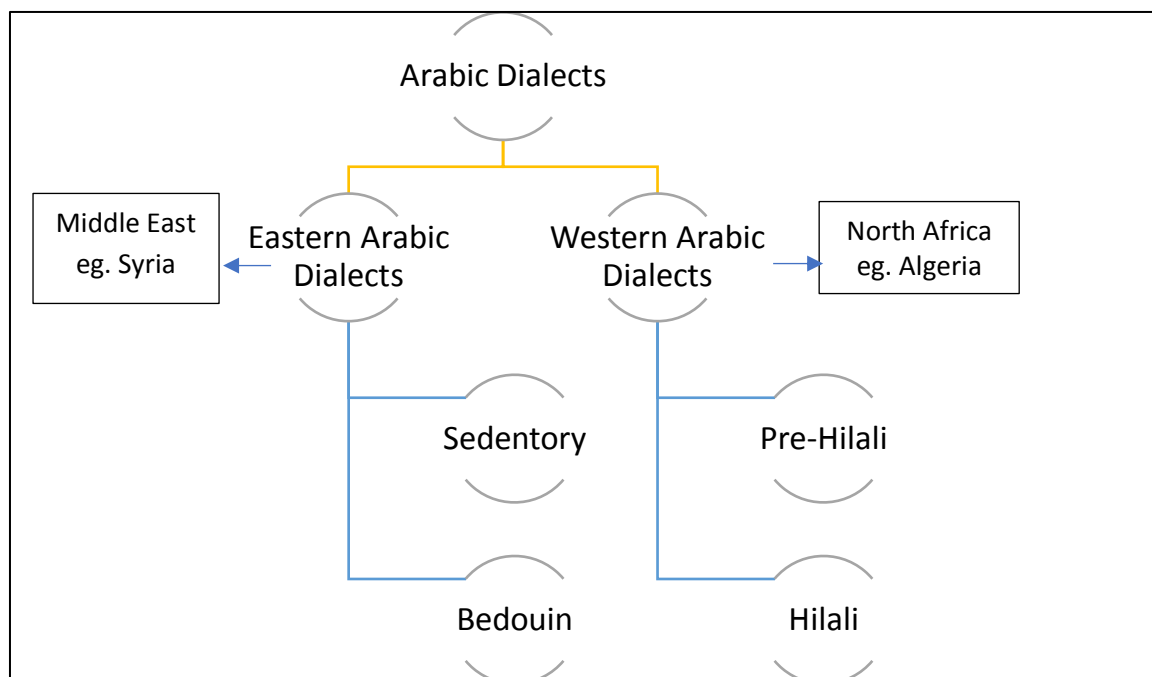 Arabic Dialects
Middle East
eg. Syria
Eastern Arabic
Dialects
Western Arabic
Dialects
North Africa
eg. Algeria
Sedentory
Pre-Hilali
Bedouin
Hilali